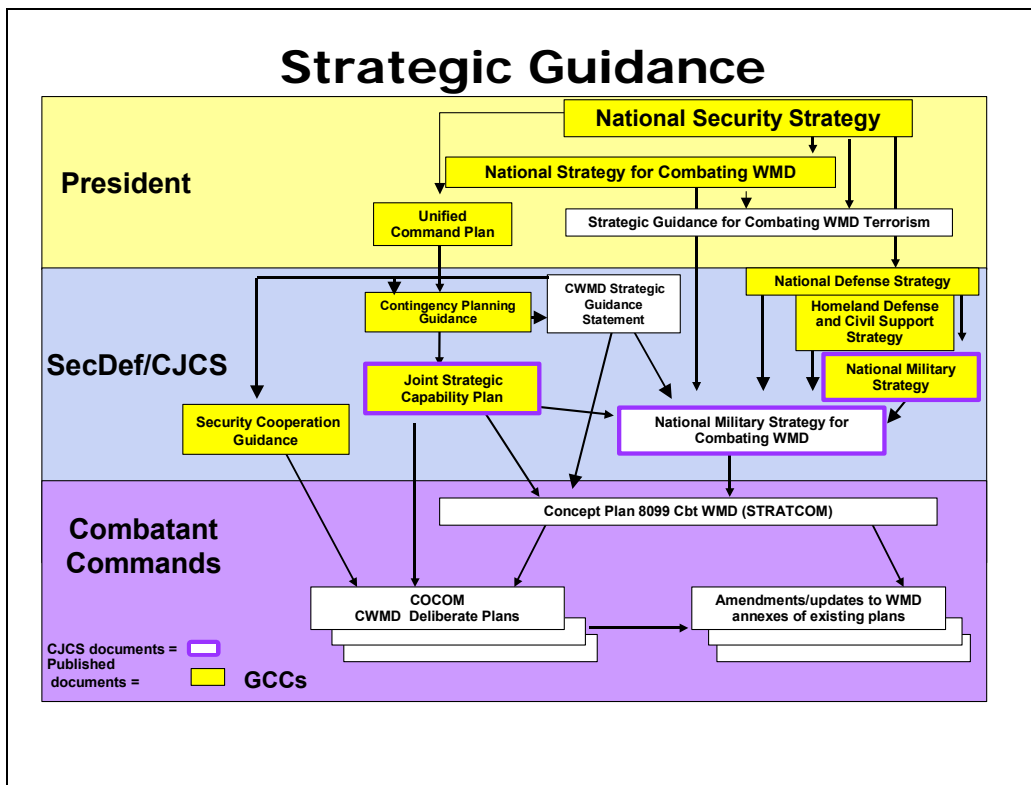 Strategic Guidance
National Security Strategy
National Strategy for Combating WMD
President
Unified
Command Plan
Strategic Guidance for Combating WMD Terrorism
National Defense Strategy
CWMD Strategic
Guidance
Statement
Contingency Planning
Guidance
Homeland Defense
and Civil Support
Strategy
SecDef/CJCS
National Military
Strategy
Joint Strategic
Capability Plan
Security Cooperation
Guidance
National Military Strategy for
Combating WMD
Combatant
Commands
Concept Plan 8099 Cbt WMD (STRATCOM)
COCOM
CWMD Deliberate Plans
Amendments/updates to WMD
annexes of existing plans
CJCS documents =
Published
documents =
GCCs